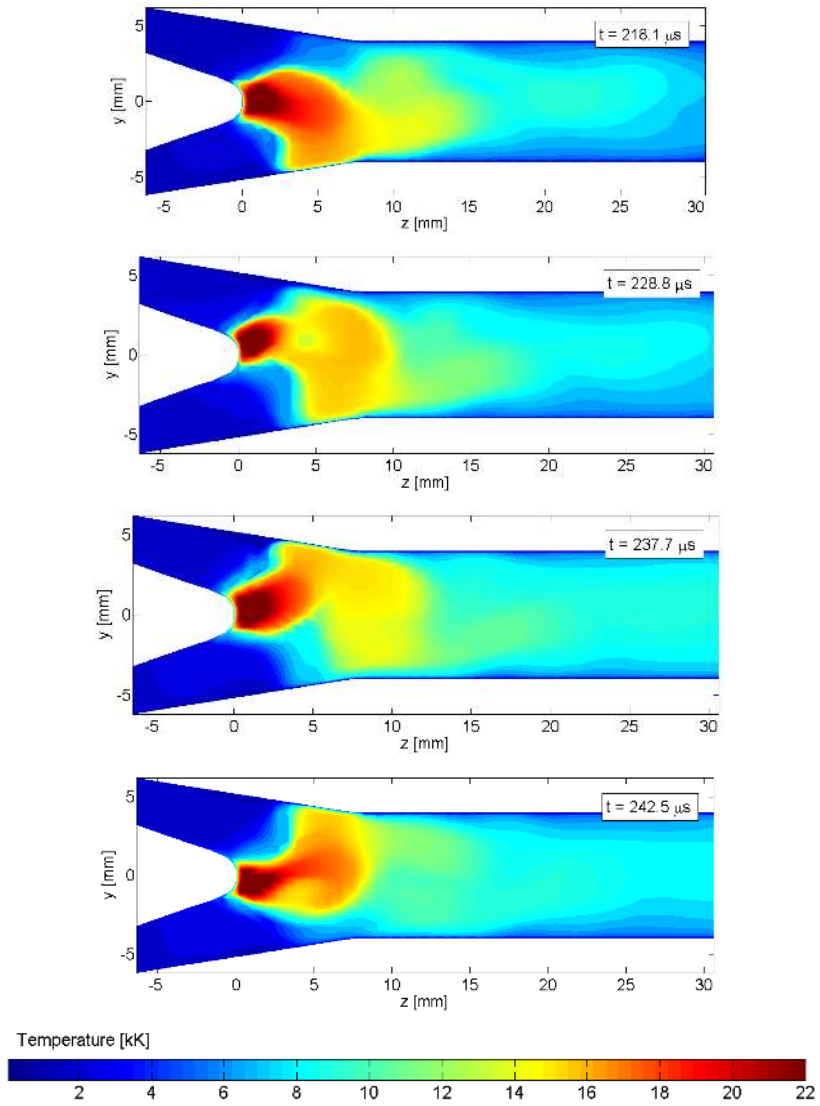 5
0
-5
y [mm]
t = 218.1 μs
-5 0 5 10 15 20 25 30
z [mm]
5
0
-5
y [mm]
t = 228.8 μs
-5 0 5 10 15 20 25 30
z [mm]
5
0
-5
y [mm]
t = 237.7 μs
-5 0 5 10 15 20 25 30
z [mm]
5
0
-5
y [mm]
t = 242.5 μs
-5 0 5 10 15 20 25 30
z [mm]
Temperature [kK]
2 4 6 8 10 12 14 16 18 20 22